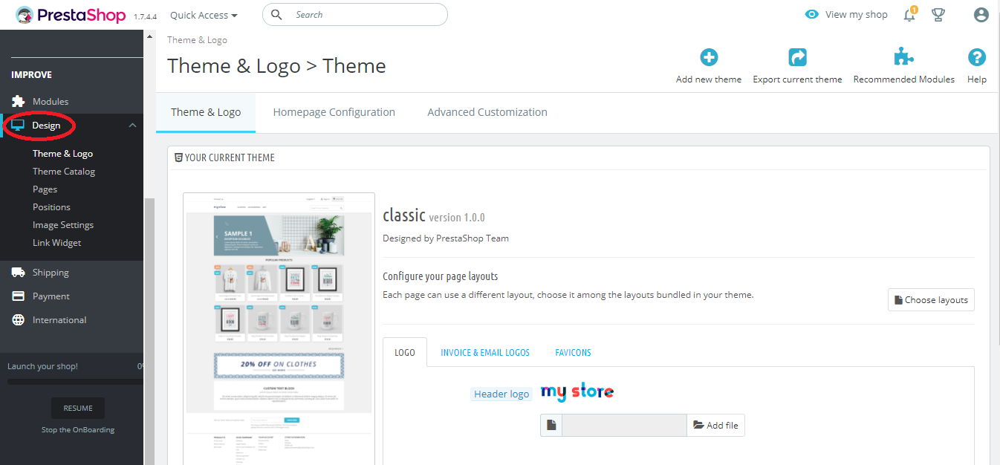 PrestaShop 1.7.4.4 Quick Access Search View my shop 1
IMPROVE
Modules
Design
Theme & Logo
Theme Catalog
Pages
Positions
Image Settings
Link Widget
Shipping
Payment
International
Launch your shop! 0%
RESUME
Stop the OnBoarding
Theme & Logo
Theme & Logo > Theme
Add new theme Export current theme Recommended Modules Help
Theme & Logo Homepage Configuration Advanced Customization
YOUR CURRENT THEME
my store
SAMPLE 1
POPULAR PRODUCTS
20% OFF ON CLOTHES
CUSTOM TEXT BLOCK
classic version 1.0.0
Designed by PrestaShop Team
Configure your page layouts
Each page can use a different layout, choose it among the layouts bundled in your theme.
Choose layouts
LOGO INVOICE & EMAIL LOGOS FAVICONS
Header logo my store
Add file